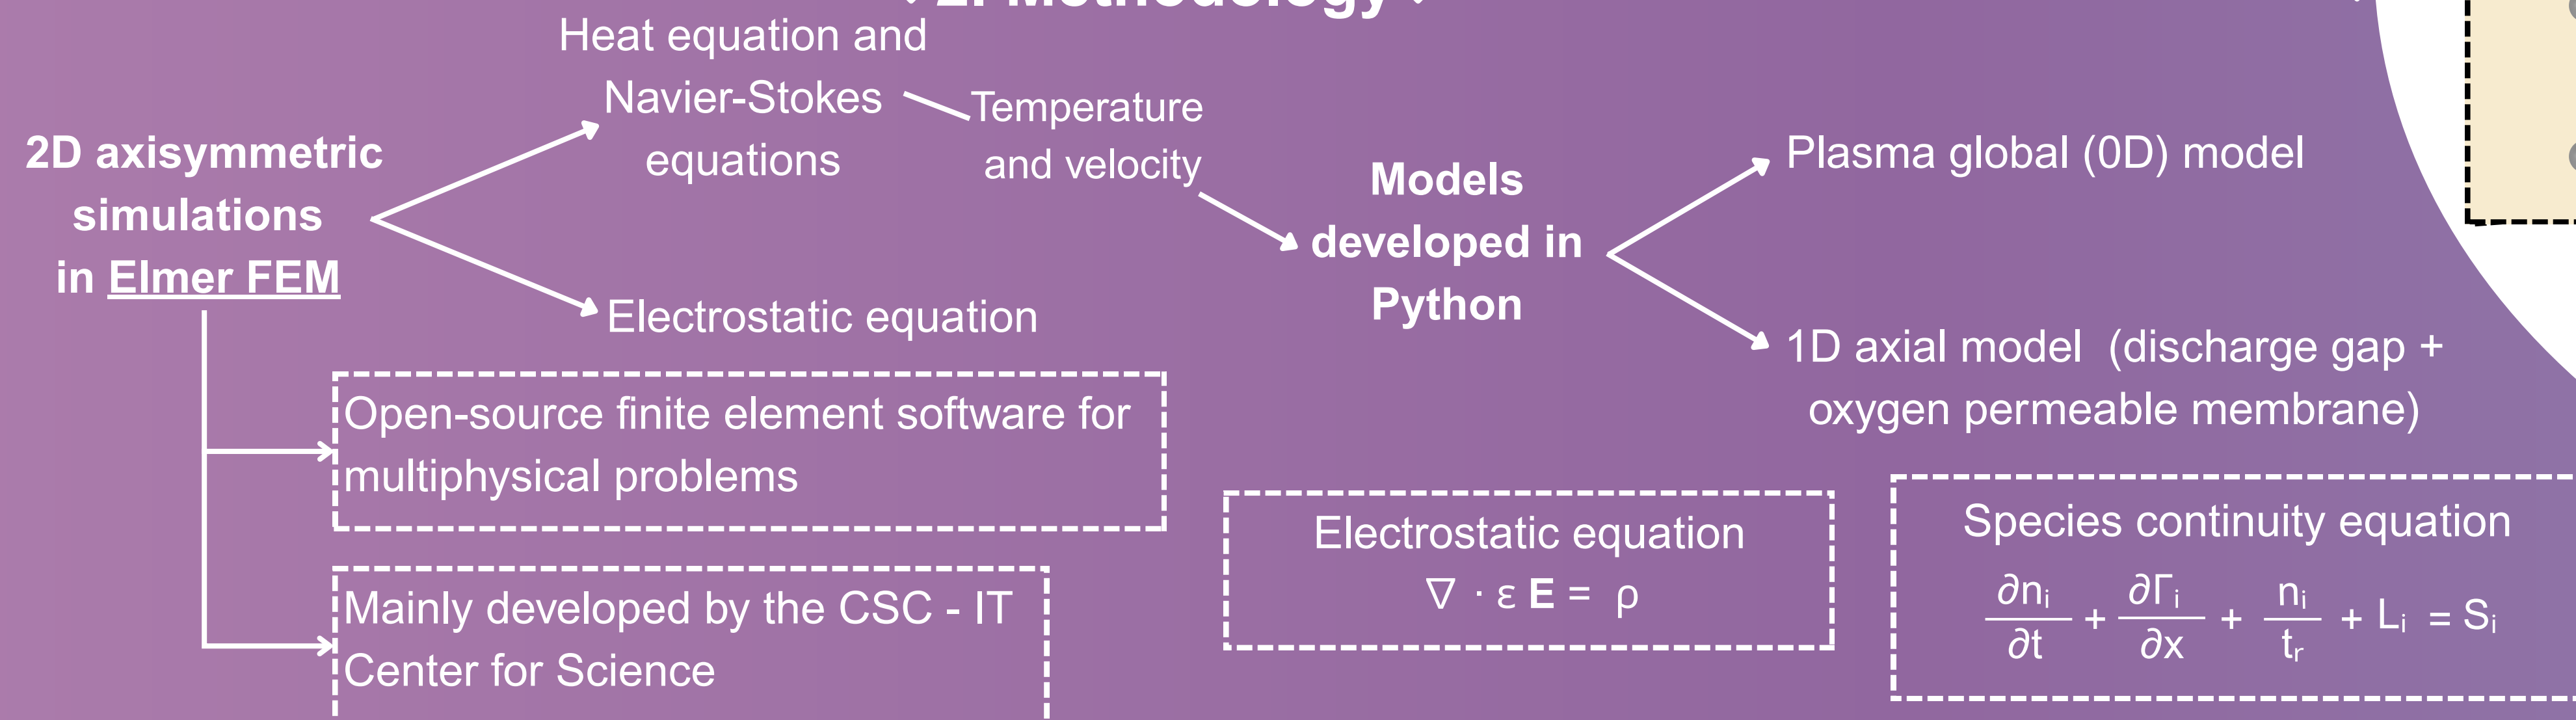 2. Methodology
Heat equation and
Navier-Stokes
equations
Temperature
and velocity
2D axisymmetric
simulations
in Elmer FEM
Electrostatic equation
Models
developed in
Python
Plasma global (0D) model
1D axial model (discharge gap +
oxygen permeable membrane)
Open-source finite element software for
multiphysical problems
Mainly developed by the CSC - IT
Center for Science
Electrostatic equation
∇ · ε E = ρ
Species continuity equation
∂nᵢ/∂t + ∂Γᵢ/∂x + nᵢ/tᵣ + Lᵢ = Sᵢ